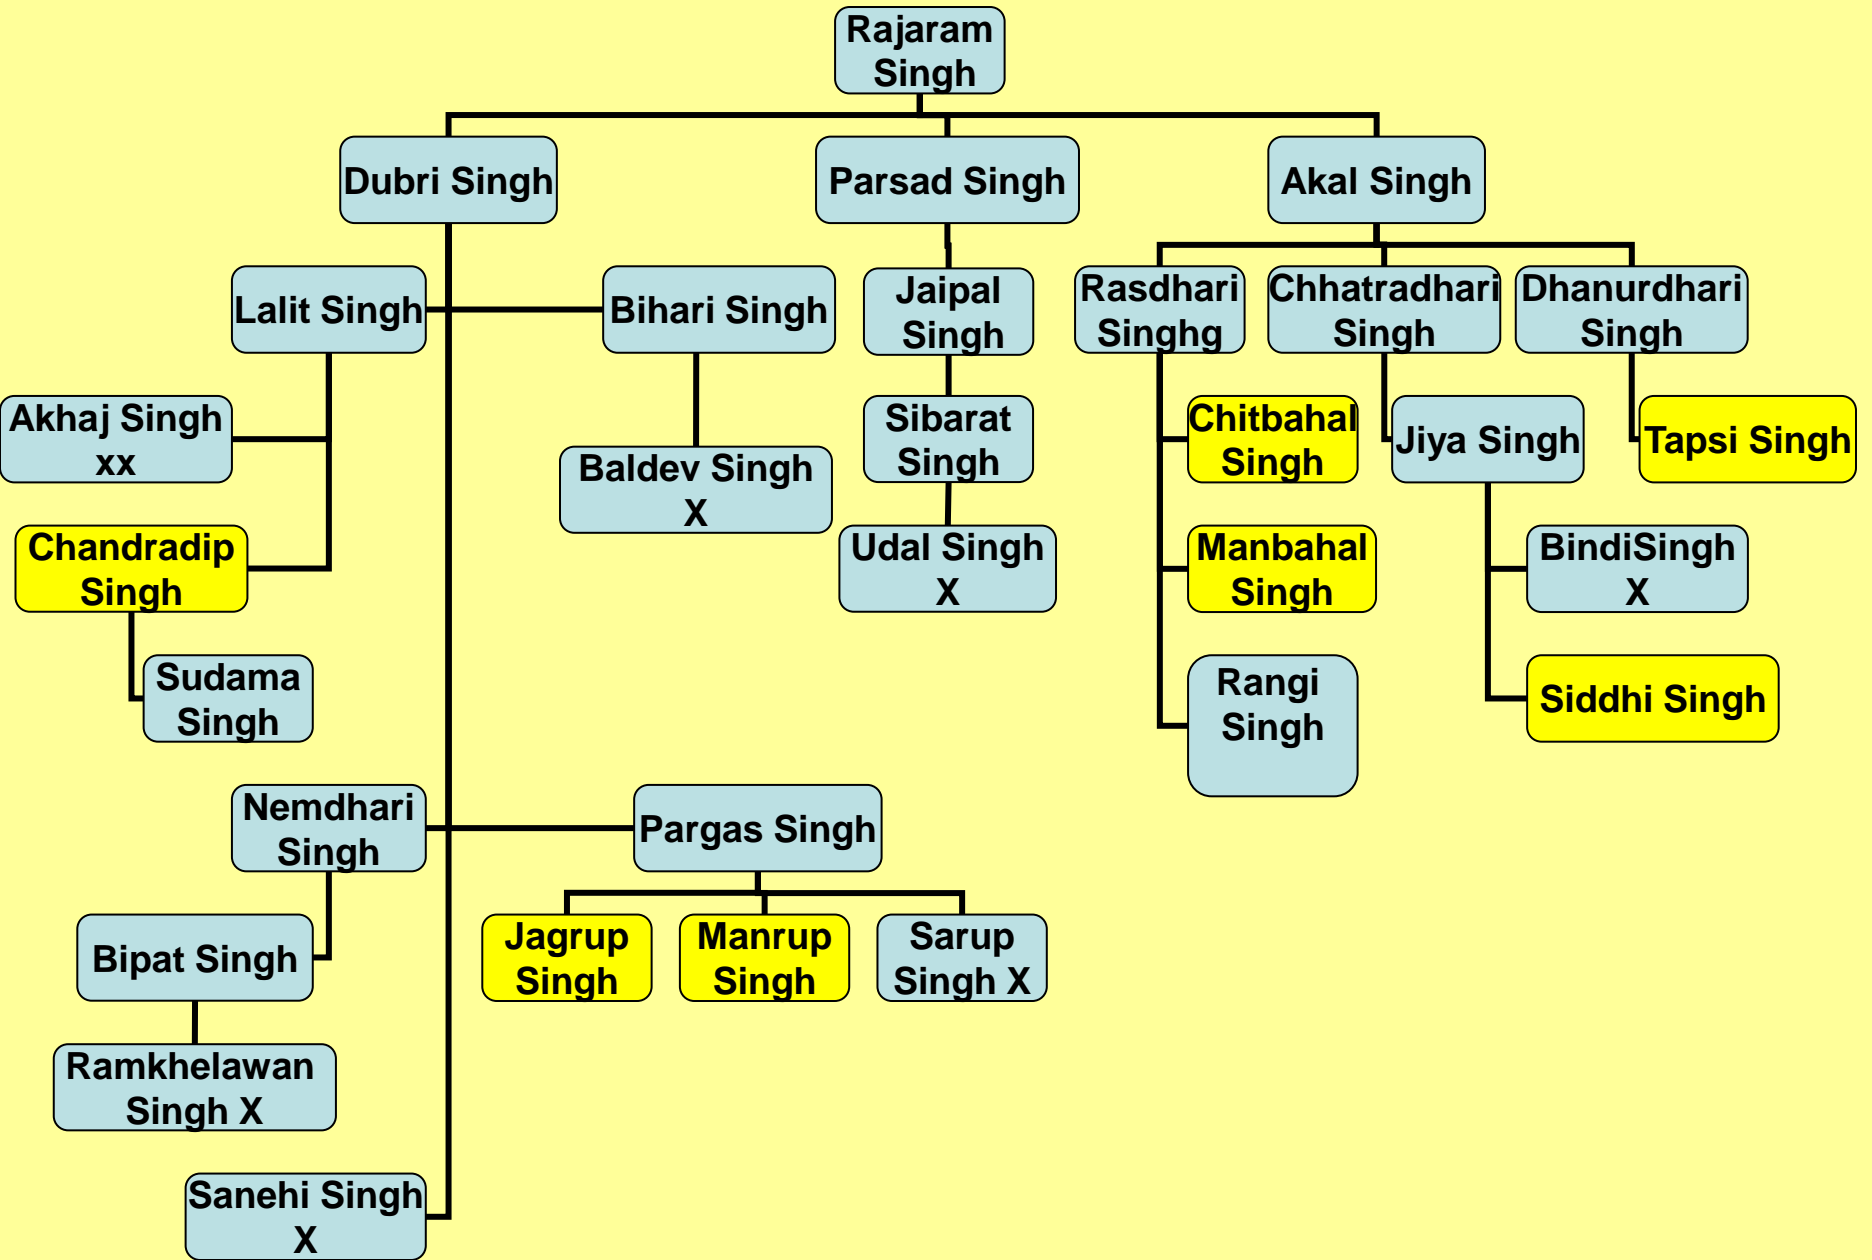 Rajaram
Singh
Dubri Singh
Parsad Singh
Akal Singh
Lalit Singh
Bihari Singh
Jaipal
Singh
Rasdhari
Singhg
Chhatradhari
Singh
Dhanurdhari
Singh
Akhaj Singh
xx
Baldev Singh
X
Sibarat
Singh
Chitbahal
Singh
Jiya Singh
Tapsi Singh
Chandradip
Singh
Udal Singh
X
Manbahal
Singh
BindiSingh
X
Sudama
Singh
Rangi
Singh
Siddhi Singh
Nemdhari
Singh
Pargas Singh
Bipat Singh
Jagrup
Singh
Manrup
Singh
Sarup
Singh X
Ramkhelawan
Singh X
Sanehi Singh
X